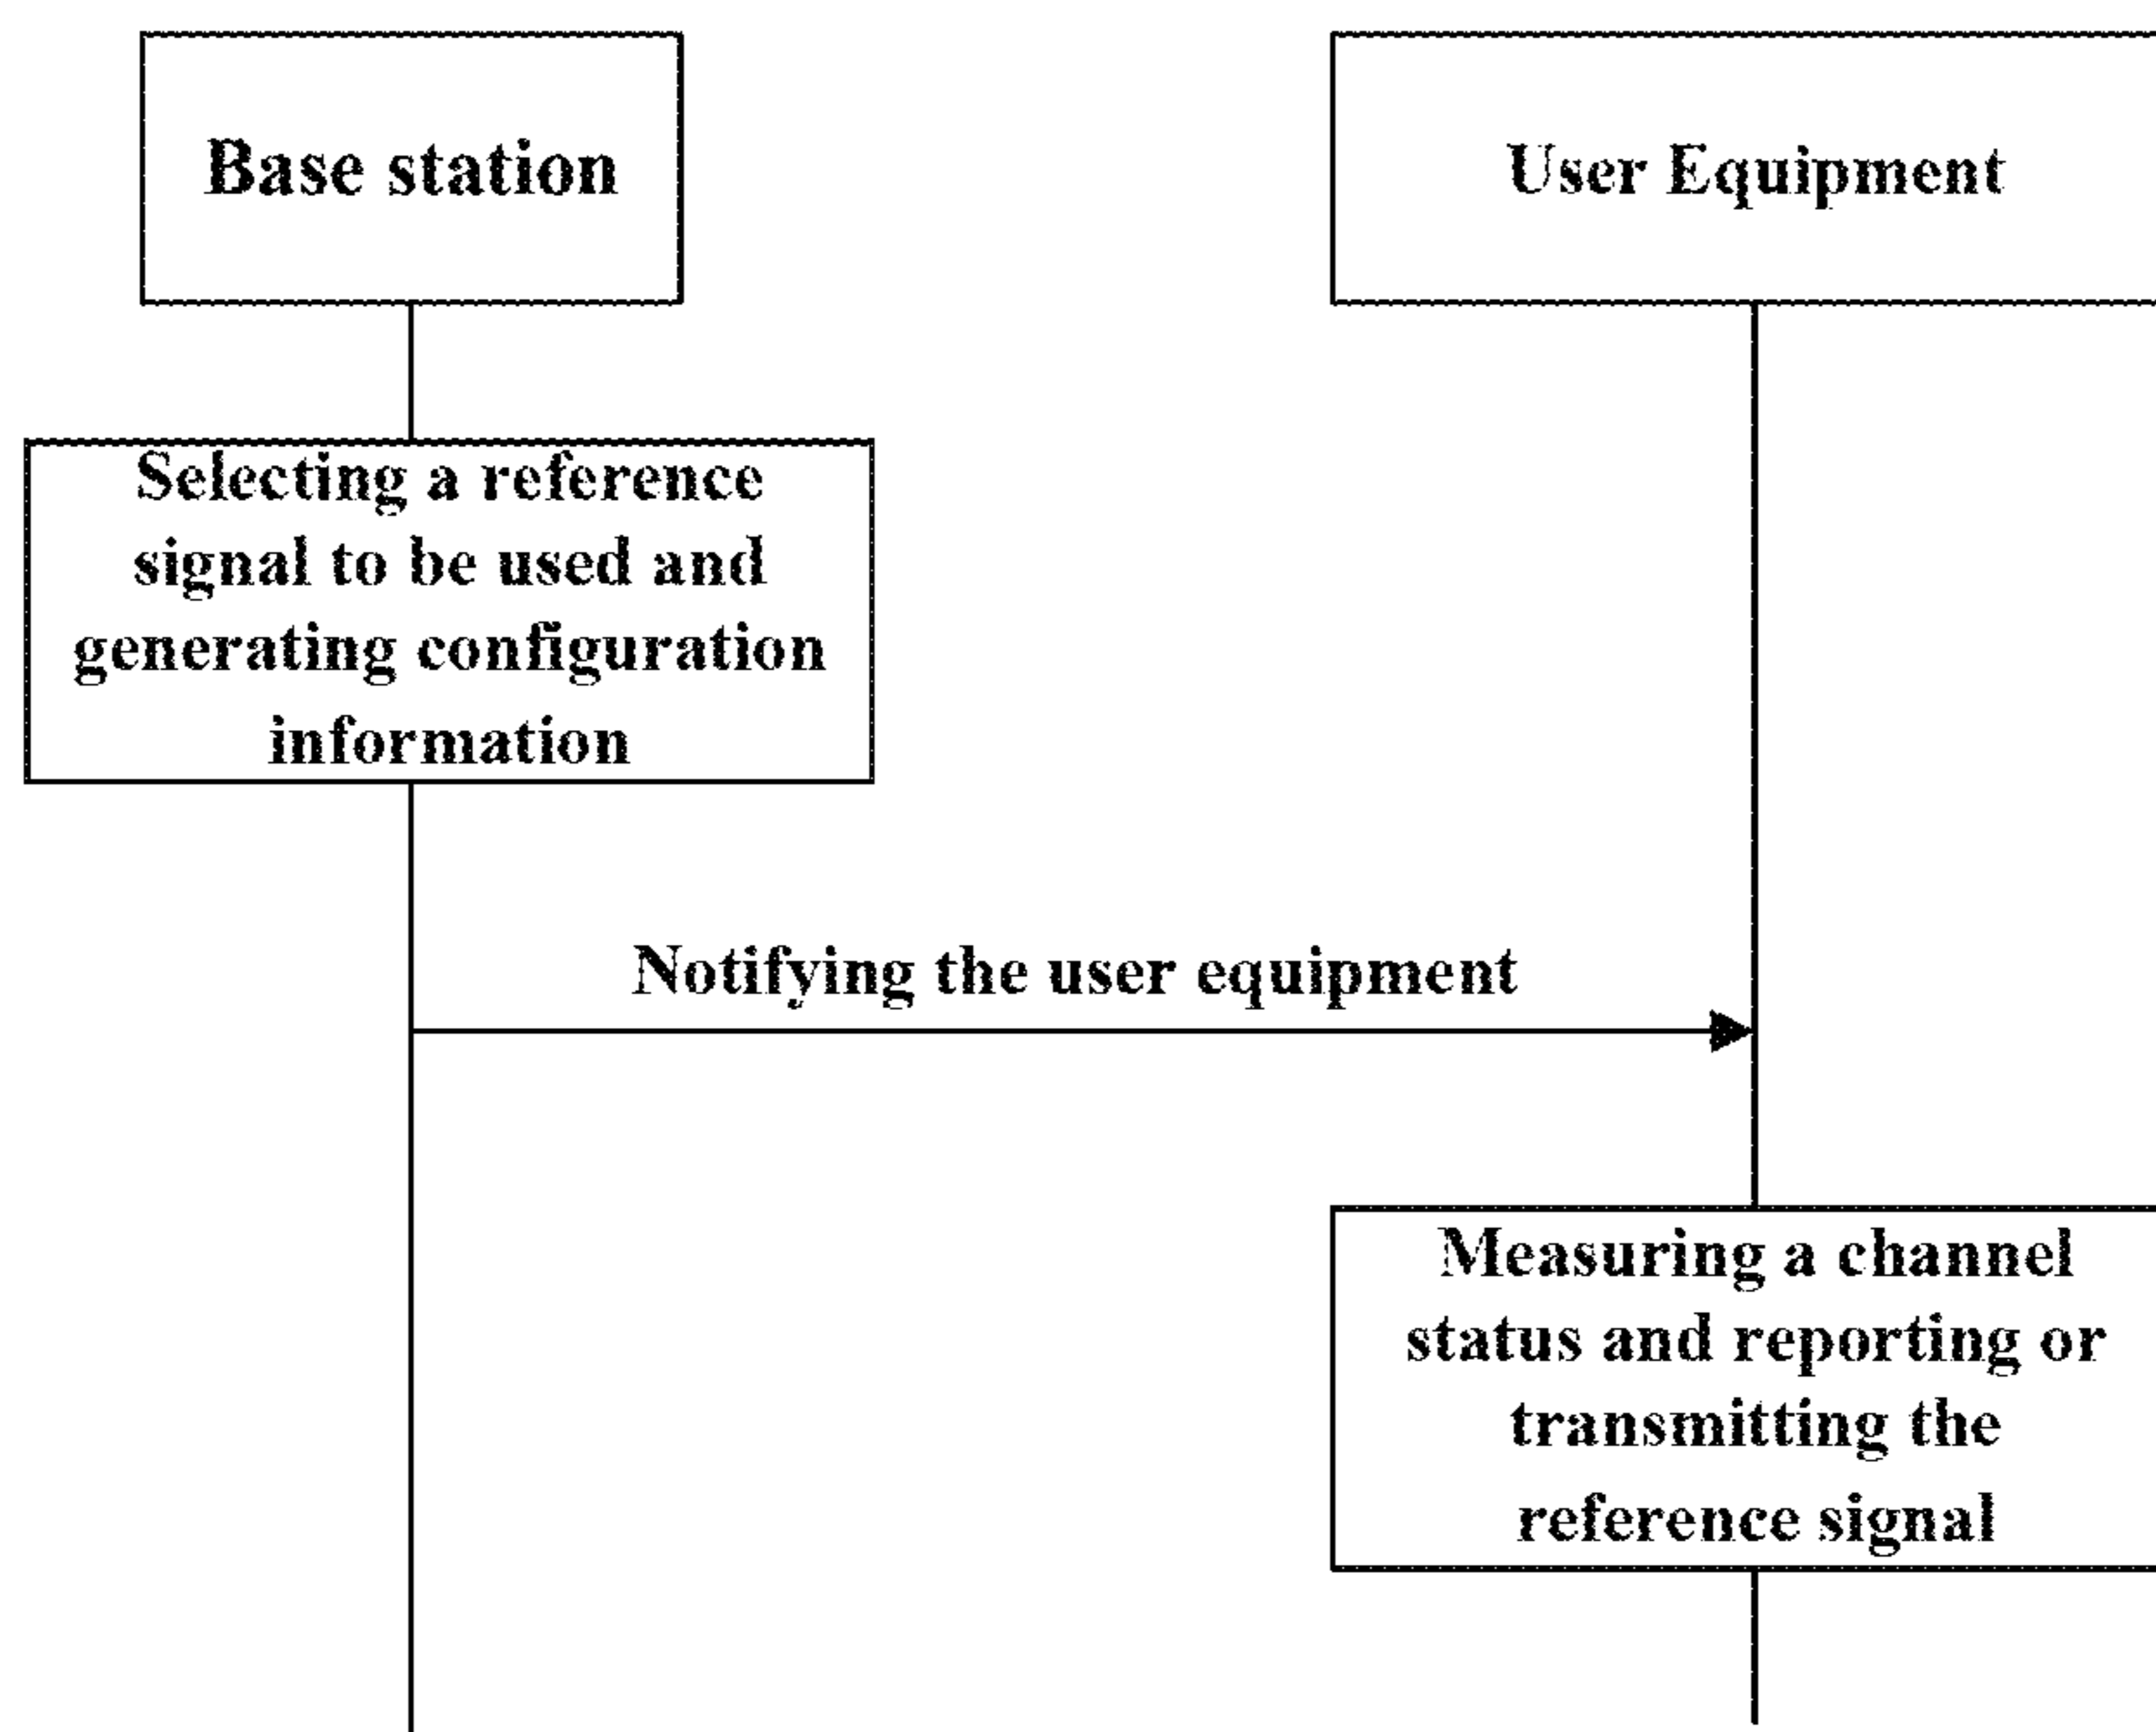 Base station
User Equipment
Selecting a reference
signal to be used and
generating configuration
information
Notifying the user equipment
Measuring a channel
status and reporting or
transmitting the
reference signal